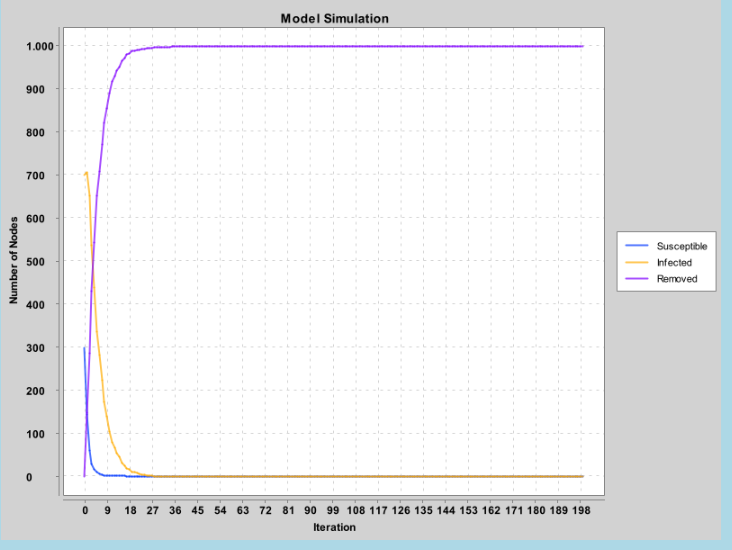 Model Simulation
1.000
900
800
700
600
500
400
300
200
100
0
Number of Nodes
0 9 18 27 36 45 54 63 72 81 90 99 108 117 126 135 144 153 162 171 180 189 198
Iteration
Susceptible
Infected
Removed